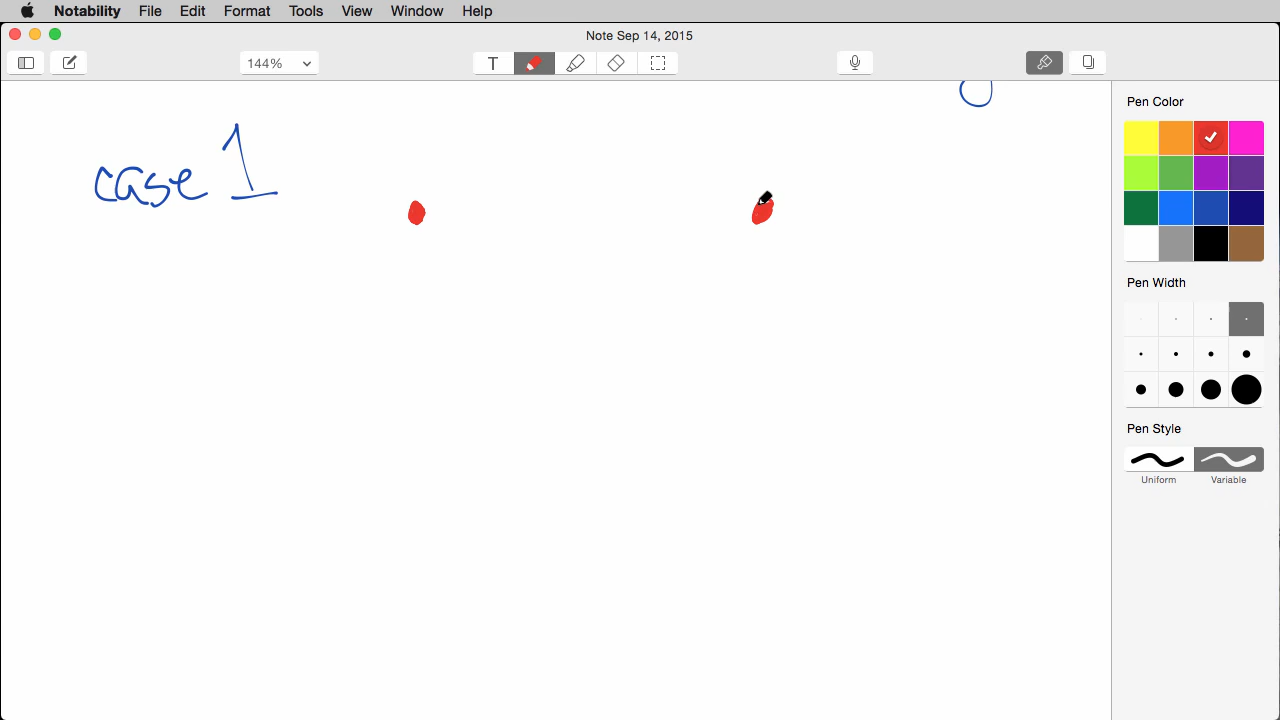 Notability File Edit Format Tools View Window Help
Note Sep 14, 2015
144%
T
case 1
Pen Color
Pen Width
Pen Style
Uniform Variable